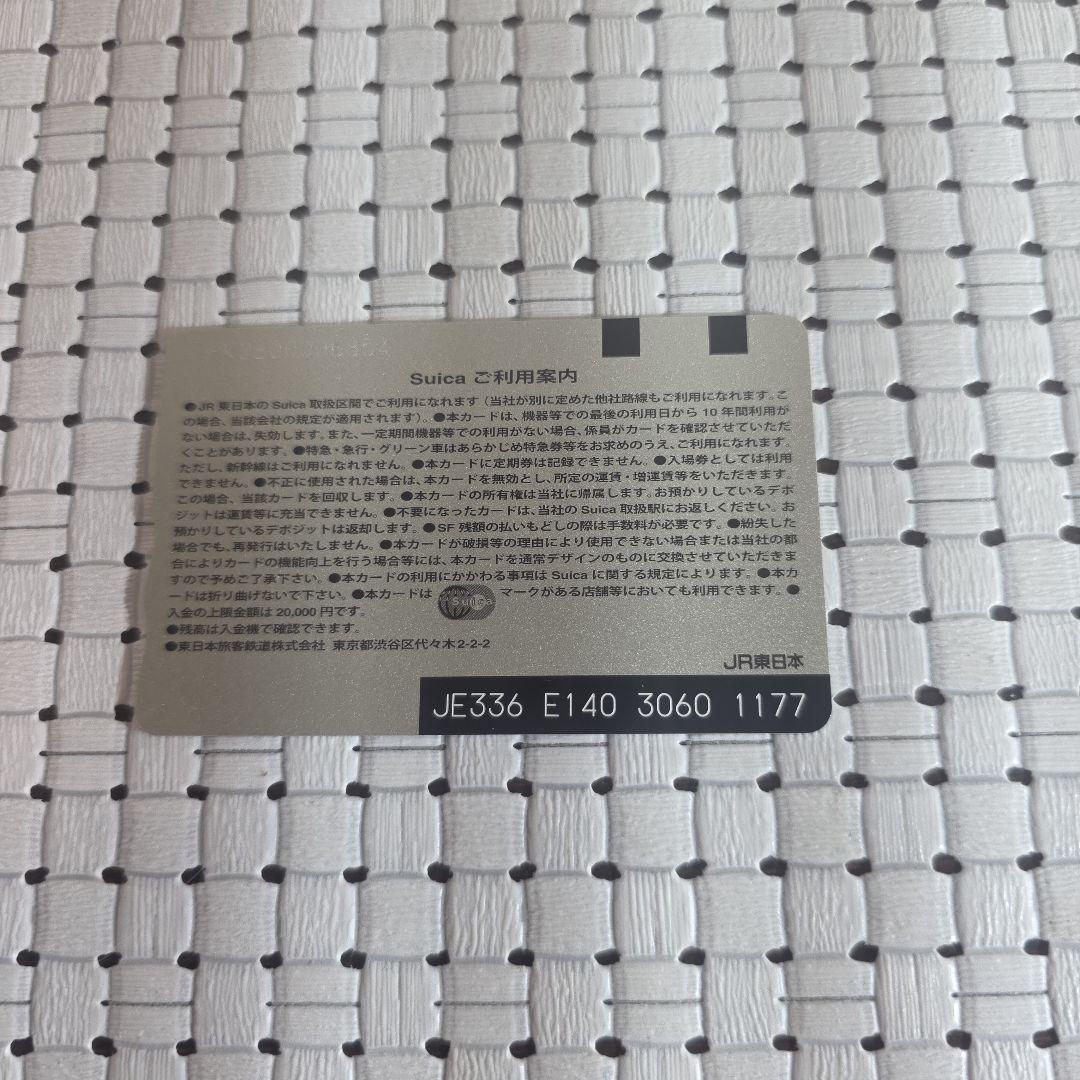 Suica ご利用案内
●JR東日本の Suica 取扱区間でご利用になれます(当社が別に定めた他社路線もご利用になれます。こ
の場合、当該会社の規定が適用されます)。●本カードは、機器等での最後の利用日から 10 年間利用が
ない場合は、失効します。また、一定期間機器等での利用がない場合、係員がカードを確認させていただ
くことがあります。●特急・急行・グリーン車はあらかじめ特急券等をお求めのうえ、ご利用になれます。
ただし、新幹線はご利用になれません。●本カードに定期券は記録できません。●入場券としては利用
できません。●不正に使用された場合は、本カードを無効とし、所定の運賃・増運賃等をいただきます。
この場合、当該カードを回収します。●本カードの所有権は当社に帰属します。お預かりしているデポ
ジットは運賃等に充当できません。●不要になったカードは、当社の Suica 取扱駅にお返しください。お
預かりしているデポジットは返却します。●SF 残額の払いもどしの際は手数料が必要です。●紛失した
場合でも、再発行はいたしません。●本カードが破損等の理由により使用できない場合または当社の都
合によりカードの機能向上を行う場合等には、本カードを通常デザインのものに交換させていただきま
すので予めご了承下さい。●本カードの利用にかかわる事項は Suica に関する規定によります。●本カ
ードは折り曲げないで下さい。●本カードは Suica マークがある店舗等においても利用できます。●
入金の上限金額は 20,000 円です。
●残高は入金機で確認できます。
●東日本旅客鉄道株式会社 東京都渋谷区代々木2-2-2
JR東日本
JE336 E140 3060 1177